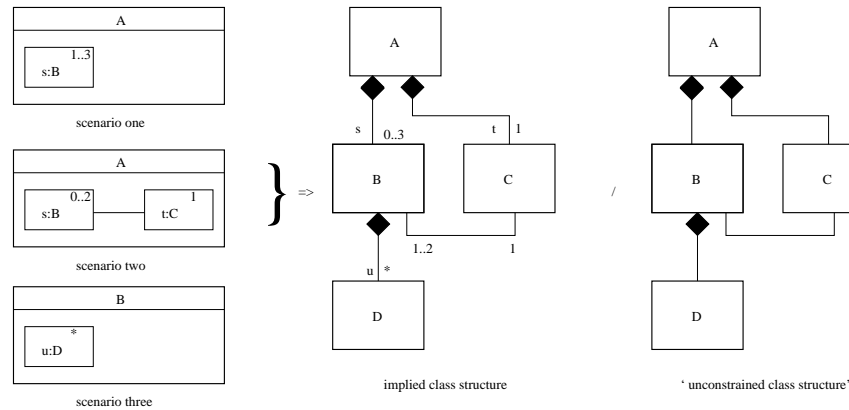 A
1..3
s:B
scenario one
A
0..2
s:B
1
t:C
scenario two
B
*
u:D
scenario three
} =>
A
s
0..3
t
1
B
C
1..2
1
u
*
D
implied class structure
/
A
B
C
D
‘ unconstrained class structure’